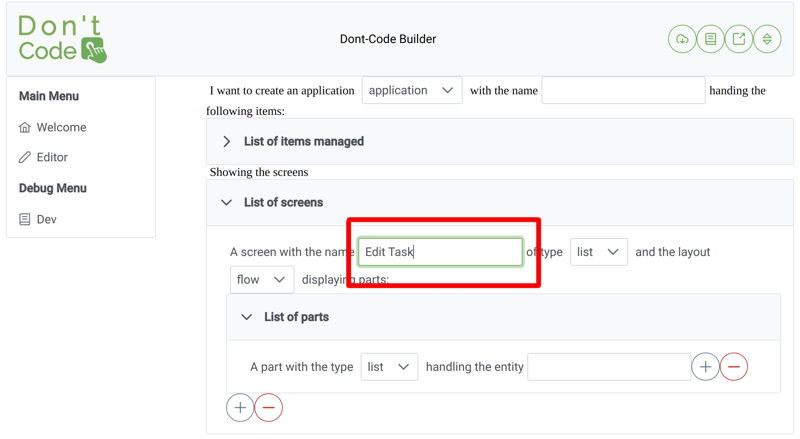 Don't
Code
Dont-Code Builder
Main Menu
Welcome
Editor
Debug Menu
Dev
I want to create an application application with the name handing the
following items:
List of items managed
Showing the screens
List of screens
A screen with the name Edit Task of type list and the layout
flow displaying parts:
List of parts
A part with the type list handling the entity